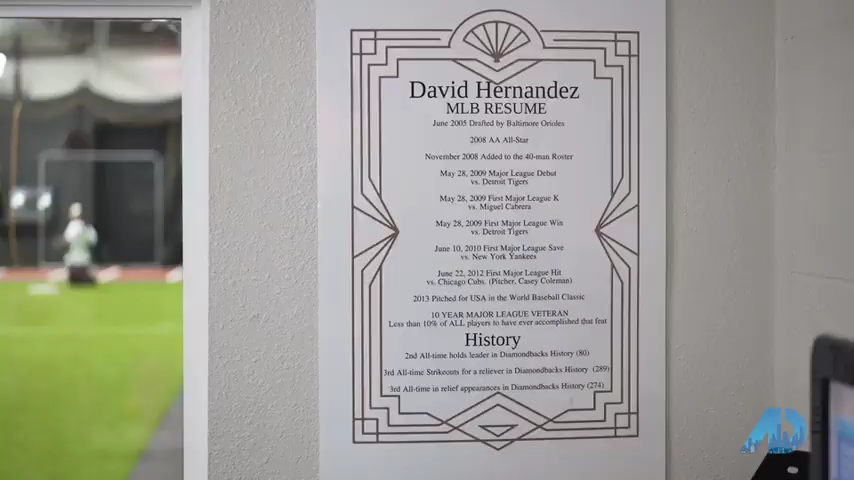 David Hernandez
MLB RESUME
June 2005 Drafted by Baltimore Orioles
2008 AA All-Star
November 2008 Added to the 40-man Roster
May 28, 2009 Major League Debut
vs. Detroit Tigers
May 28, 2009 First Major League K
vs. Miguel Cabrera
May 28, 2009 First Major League Win
vs. Detroit Tigers
June 10, 2010 First Major League Save
vs. New York Yankees
June 22, 2012 First Major League Hit
vs. Chicago Cubs. (Pitcher, Casey Coleman)
2013 Pitched for USA in the World Baseball Classic
10 YEAR MAJOR LEAGUE VETERAN
Less than 10% of ALL players to have ever accomplished that feat
History
2nd All-time holds leader in Diamondbacks History (80)
3rd All-time Strikeouts for a reliever in Diamondbacks History (289)
3rd All-time in relief appearances in Diamondbacks History (274)